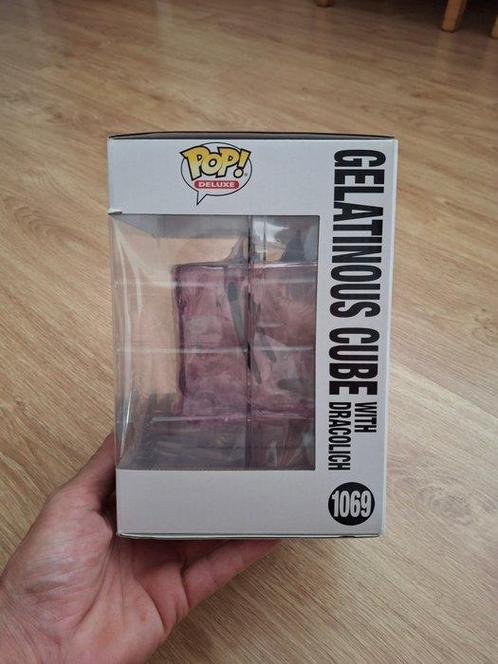 POP!
DELUXE
GELATINOUS CUBE
WITH
DRACOLICH
1069